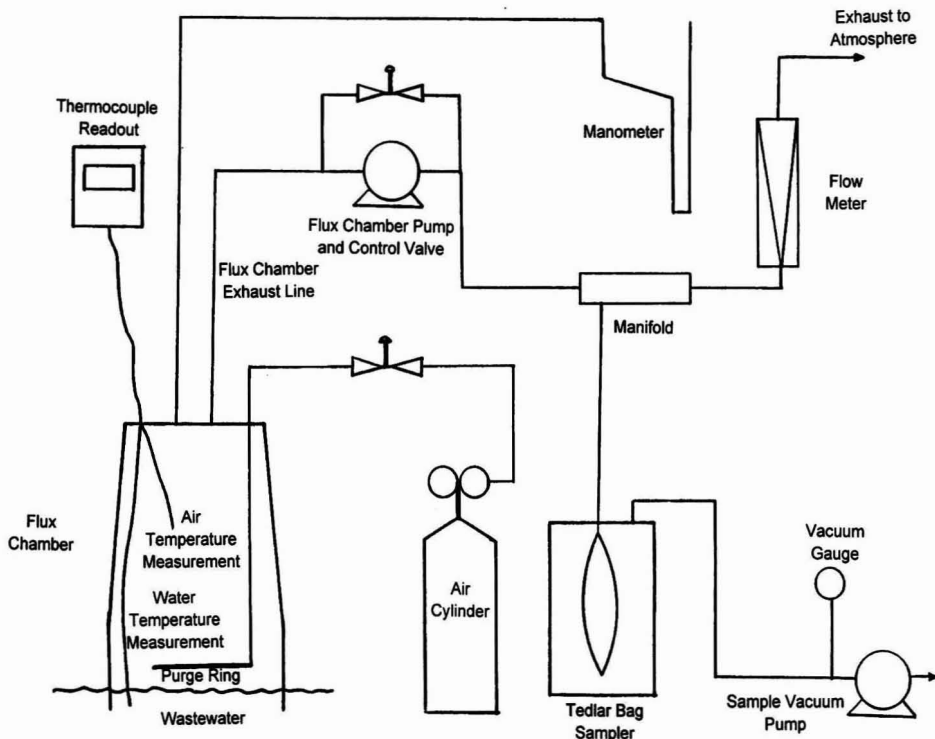 Exhaust to
Atmosphere
Thermocouple
Readout
Manometer
Flow
Meter
Flux Chamber Pump
and Control Valve
Flux Chamber
Exhaust Line
Manifold
Flux
Chamber
Air
Temperature
Measurement
Water
Temperature
Measurement
Purge Ring
Wastewater
Air
Cylinder
Vacuum
Gauge
Tedlar Bag
Sampler
Sample Vacuum
Pump